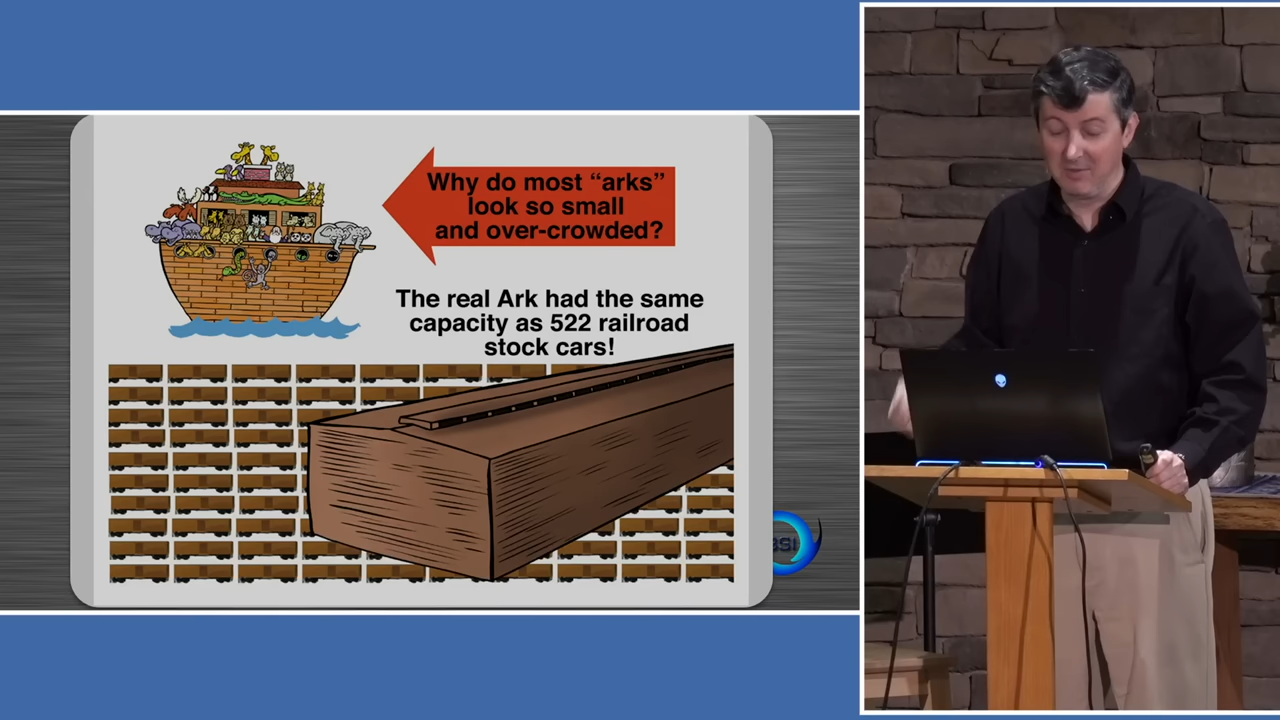 Why do most “arks”
look so small
and over-crowded?
The real Ark had the same
capacity as 522 railroad
stock cars!